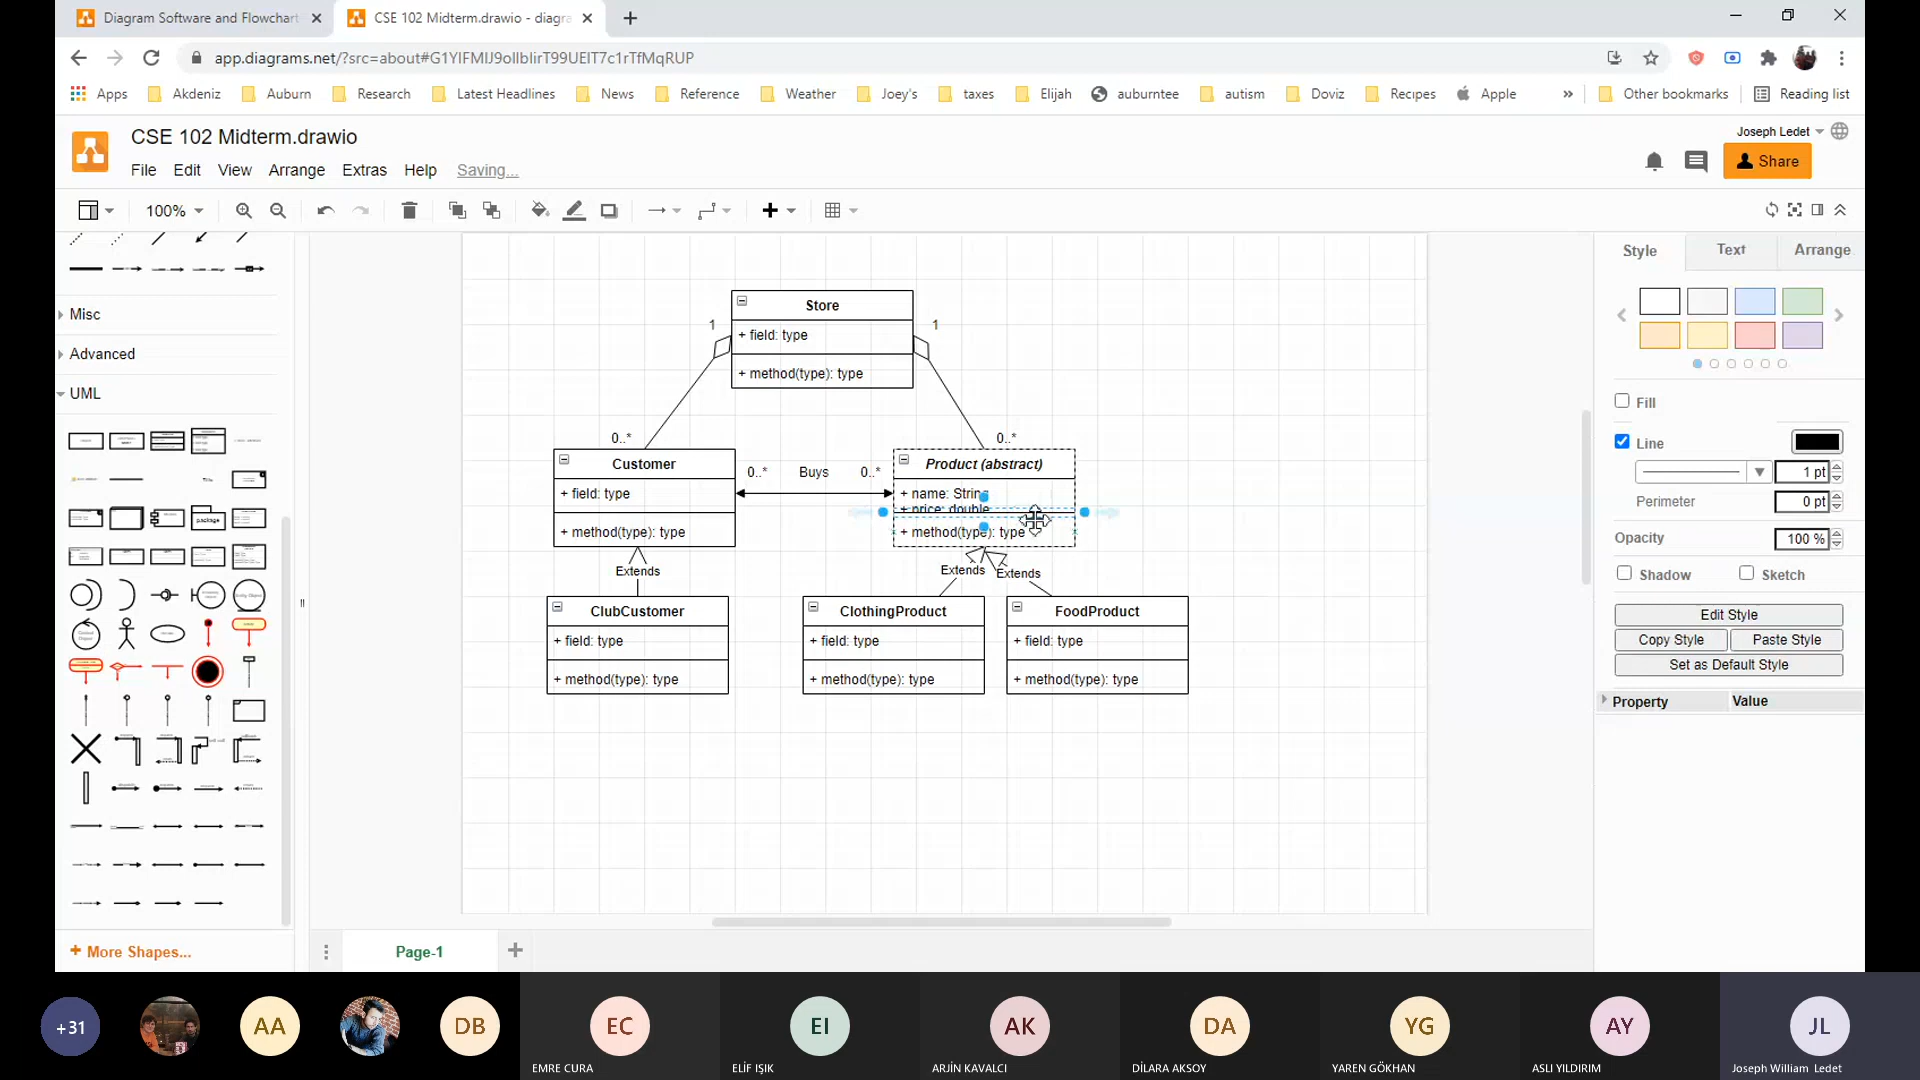 Diagram Software and Flowchart
CSE 102 Midterm.drawio - diagra
app.diagrams.net/?src=about#G1YIFMIJ9oIlbIirT99UEIT7c1rTfMqRUP
Apps
Akdeniz
Auburn
Research
Latest Headlines
News
Reference
Weather
Joey's
taxes
Elijah
auburntee
autism
Doviz
Recipes
Apple
»
Other bookmarks
Reading list
CSE 102 Midterm.drawio
Joseph Ledet
File Edit View Arrange Extras Help Saving...
Share
100%
Misc
Advanced
UML
package
More Shapes...
Store
+ field: type
+ method(type): type
1
1
0..*
0..*
Customer
+ field: type
+ method(type): type
0..* Buys 0..*
Product (abstract)
+ name: String
+ price: double
+ method(type): type
Extends
Extends
Extends
ClubCustomer
+ field: type
+ method(type): type
ClothingProduct
+ field: type
+ method(type): type
FoodProduct
+ field: type
+ method(type): type
Page-1
Style
Text
Arrange
Fill
Line
1 pt
Perimeter
0 pt
Opacity
100 %
Shadow
Sketch
Edit Style
Copy Style
Paste Style
Set as Default Style
Property
Value
+31
AA
DB
EC
EMRE CURA
EI
ELİF IŞIK
AK
ARJİN KAVALCI
DA
DİLARA AKSOY
YG
YAREN GÖKHAN
AY
ASLI YILDIRIM
JL
Joseph William Ledet